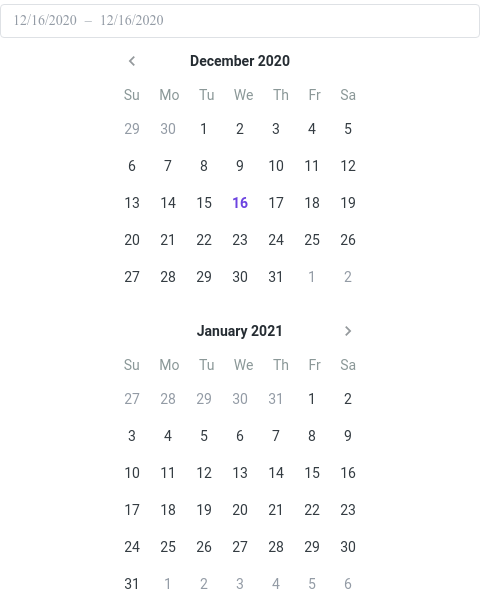 12/16/2020 – 12/16/2020
December 2020
Su Mo Tu We Th Fr Sa
29 30 1 2 3 4 5
6 7 8 9 10 11 12
13 14 15 16 17 18 19
20 21 22 23 24 25 26
27 28 29 30 31 1 2
January 2021
Su Mo Tu We Th Fr Sa
27 28 29 30 31 1 2
3 4 5 6 7 8 9
10 11 12 13 14 15 16
17 18 19 20 21 22 23
24 25 26 27 28 29 30
31 1 2 3 4 5 6